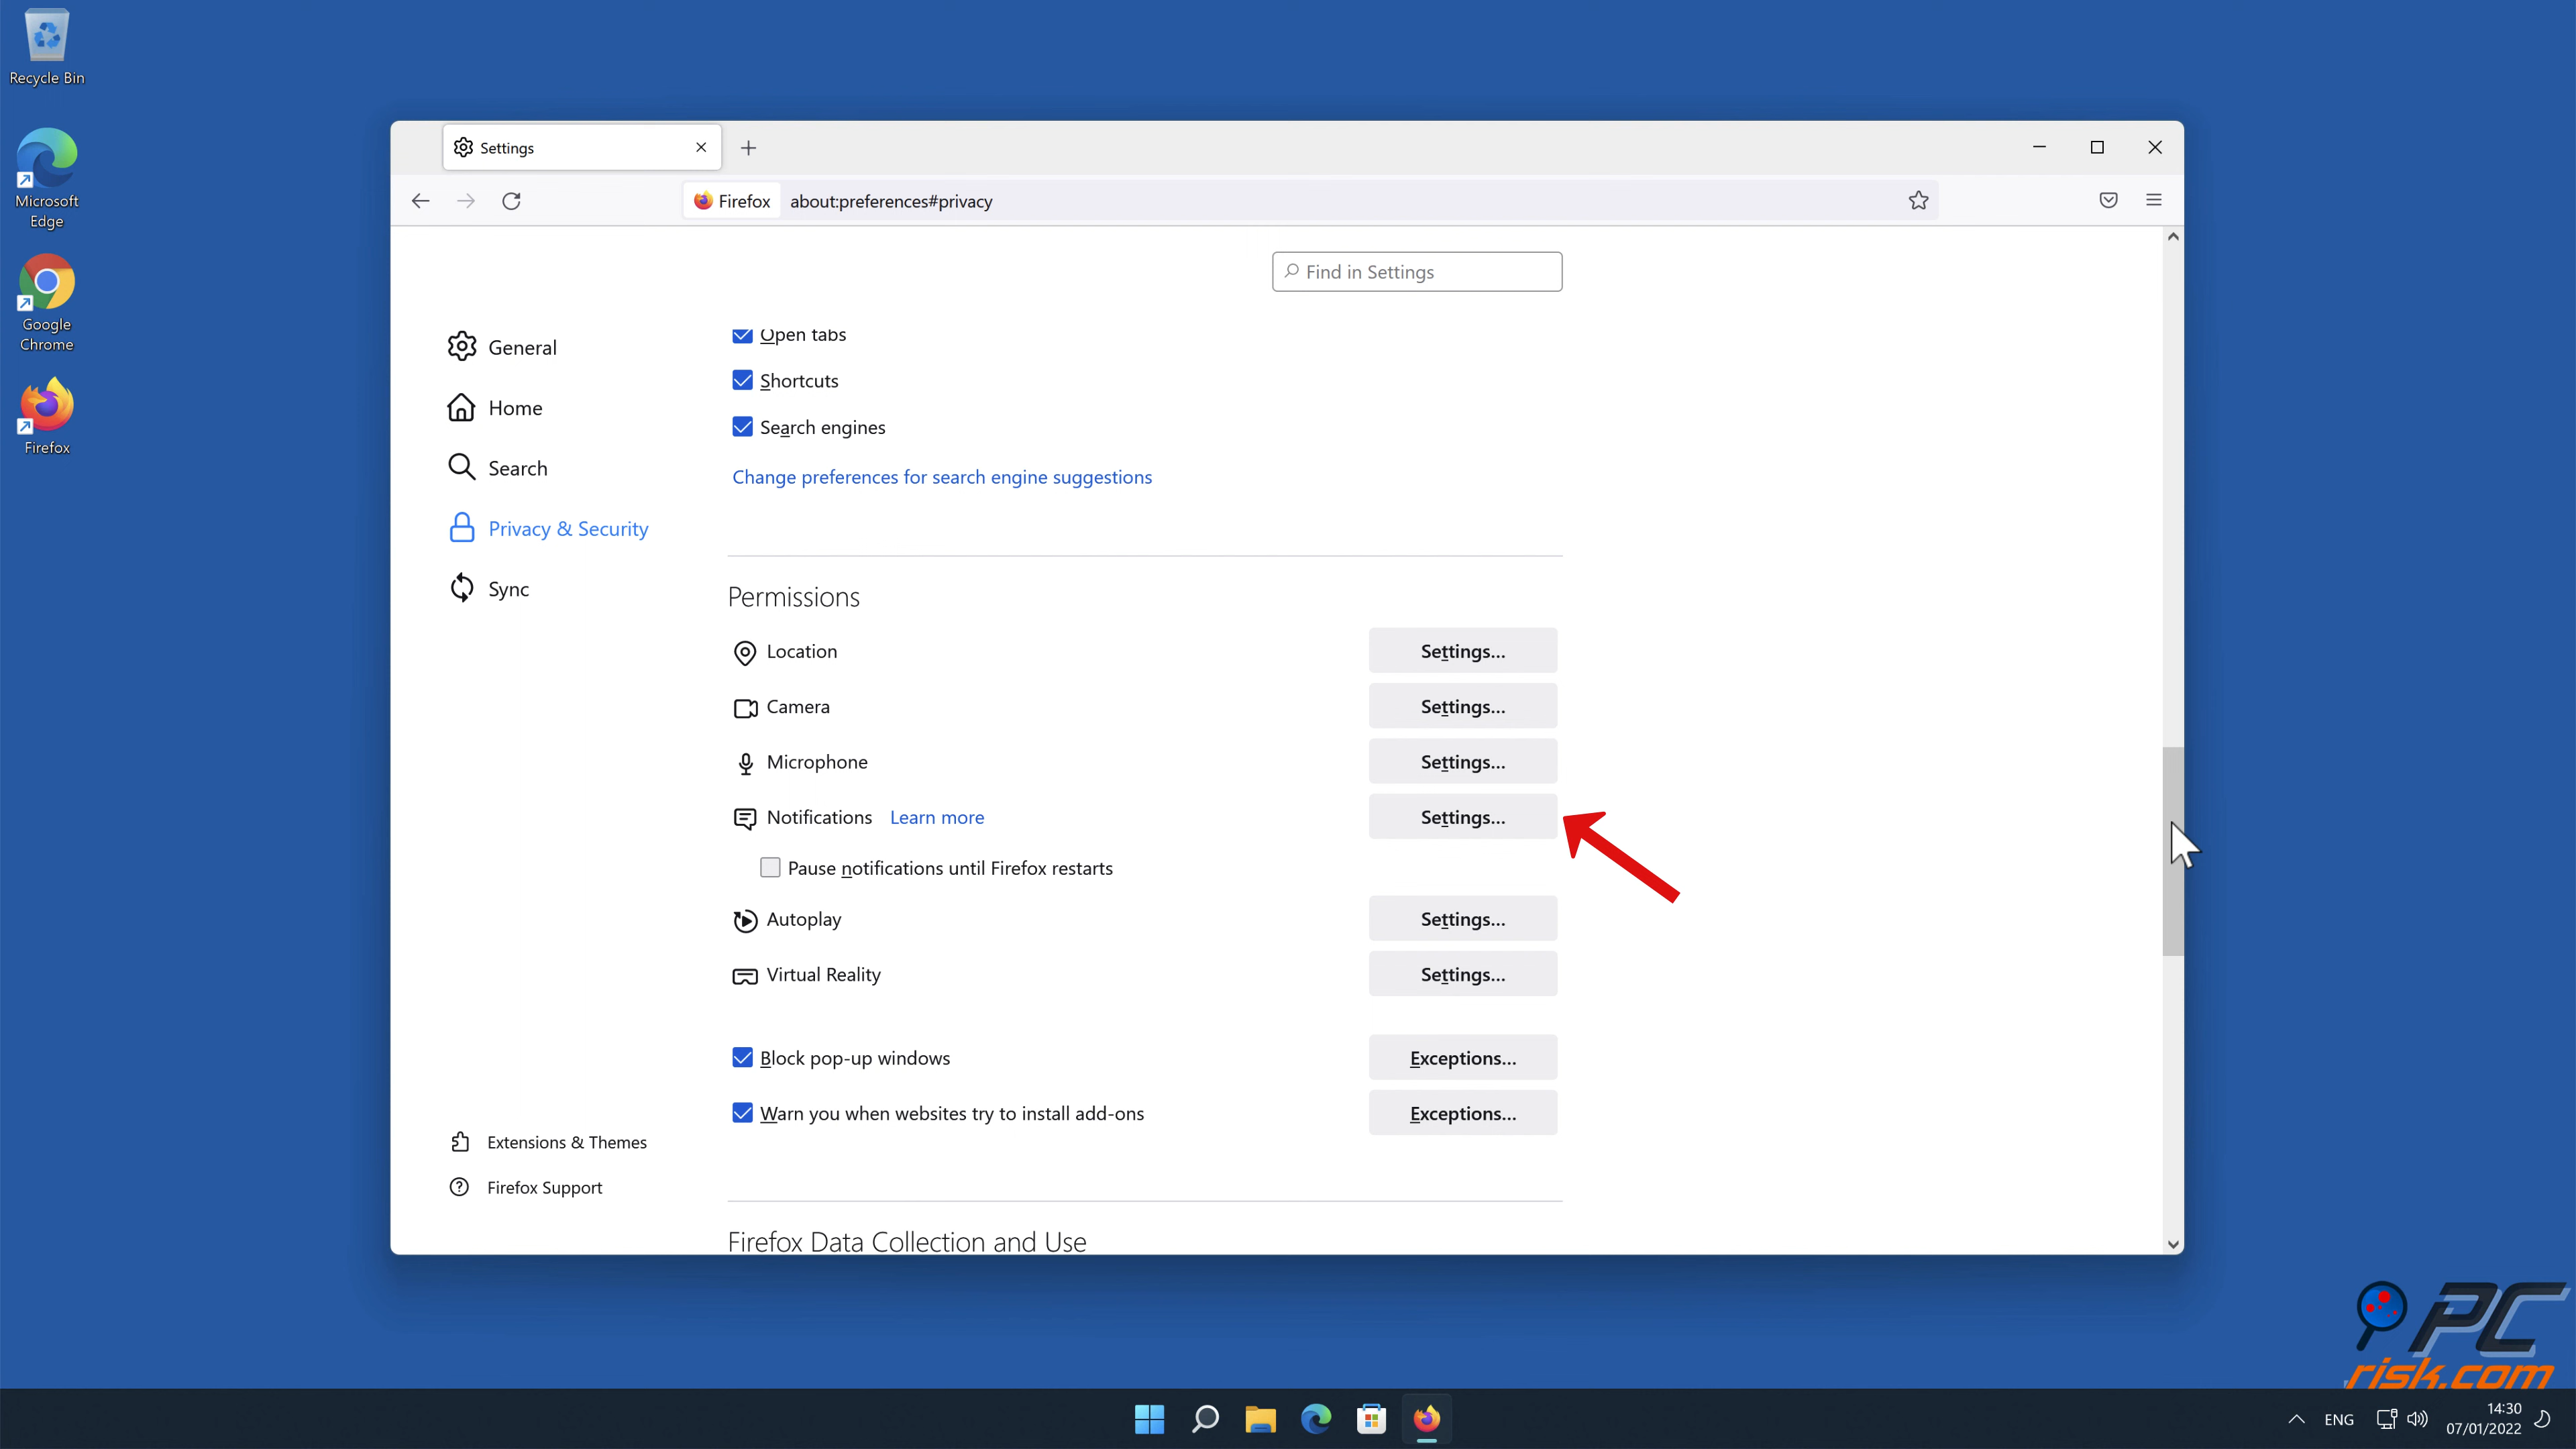 Recycle Bin
Microsoft
Edge
Google
Chrome
Firefox
Settings
Firefox
about:preferences#privacy
Find in Settings
General
Home
Search
Privacy & Security
Sync
Extensions & Themes
Firefox Support
Open tabs
Shortcuts
Search engines
Change preferences for search engine suggestions
Permissions
Location Settings...
Camera Settings...
Microphone Settings...
Notifications Learn more Settings...
Pause notifications until Firefox restarts
Autoplay Settings...
Virtual Reality Settings...
Block pop-up windows Exceptions...
Warn you when websites try to install add-ons Exceptions...
Firefox Data Collection and Use
PC
risk.com
ENG
14:30
07/01/2022